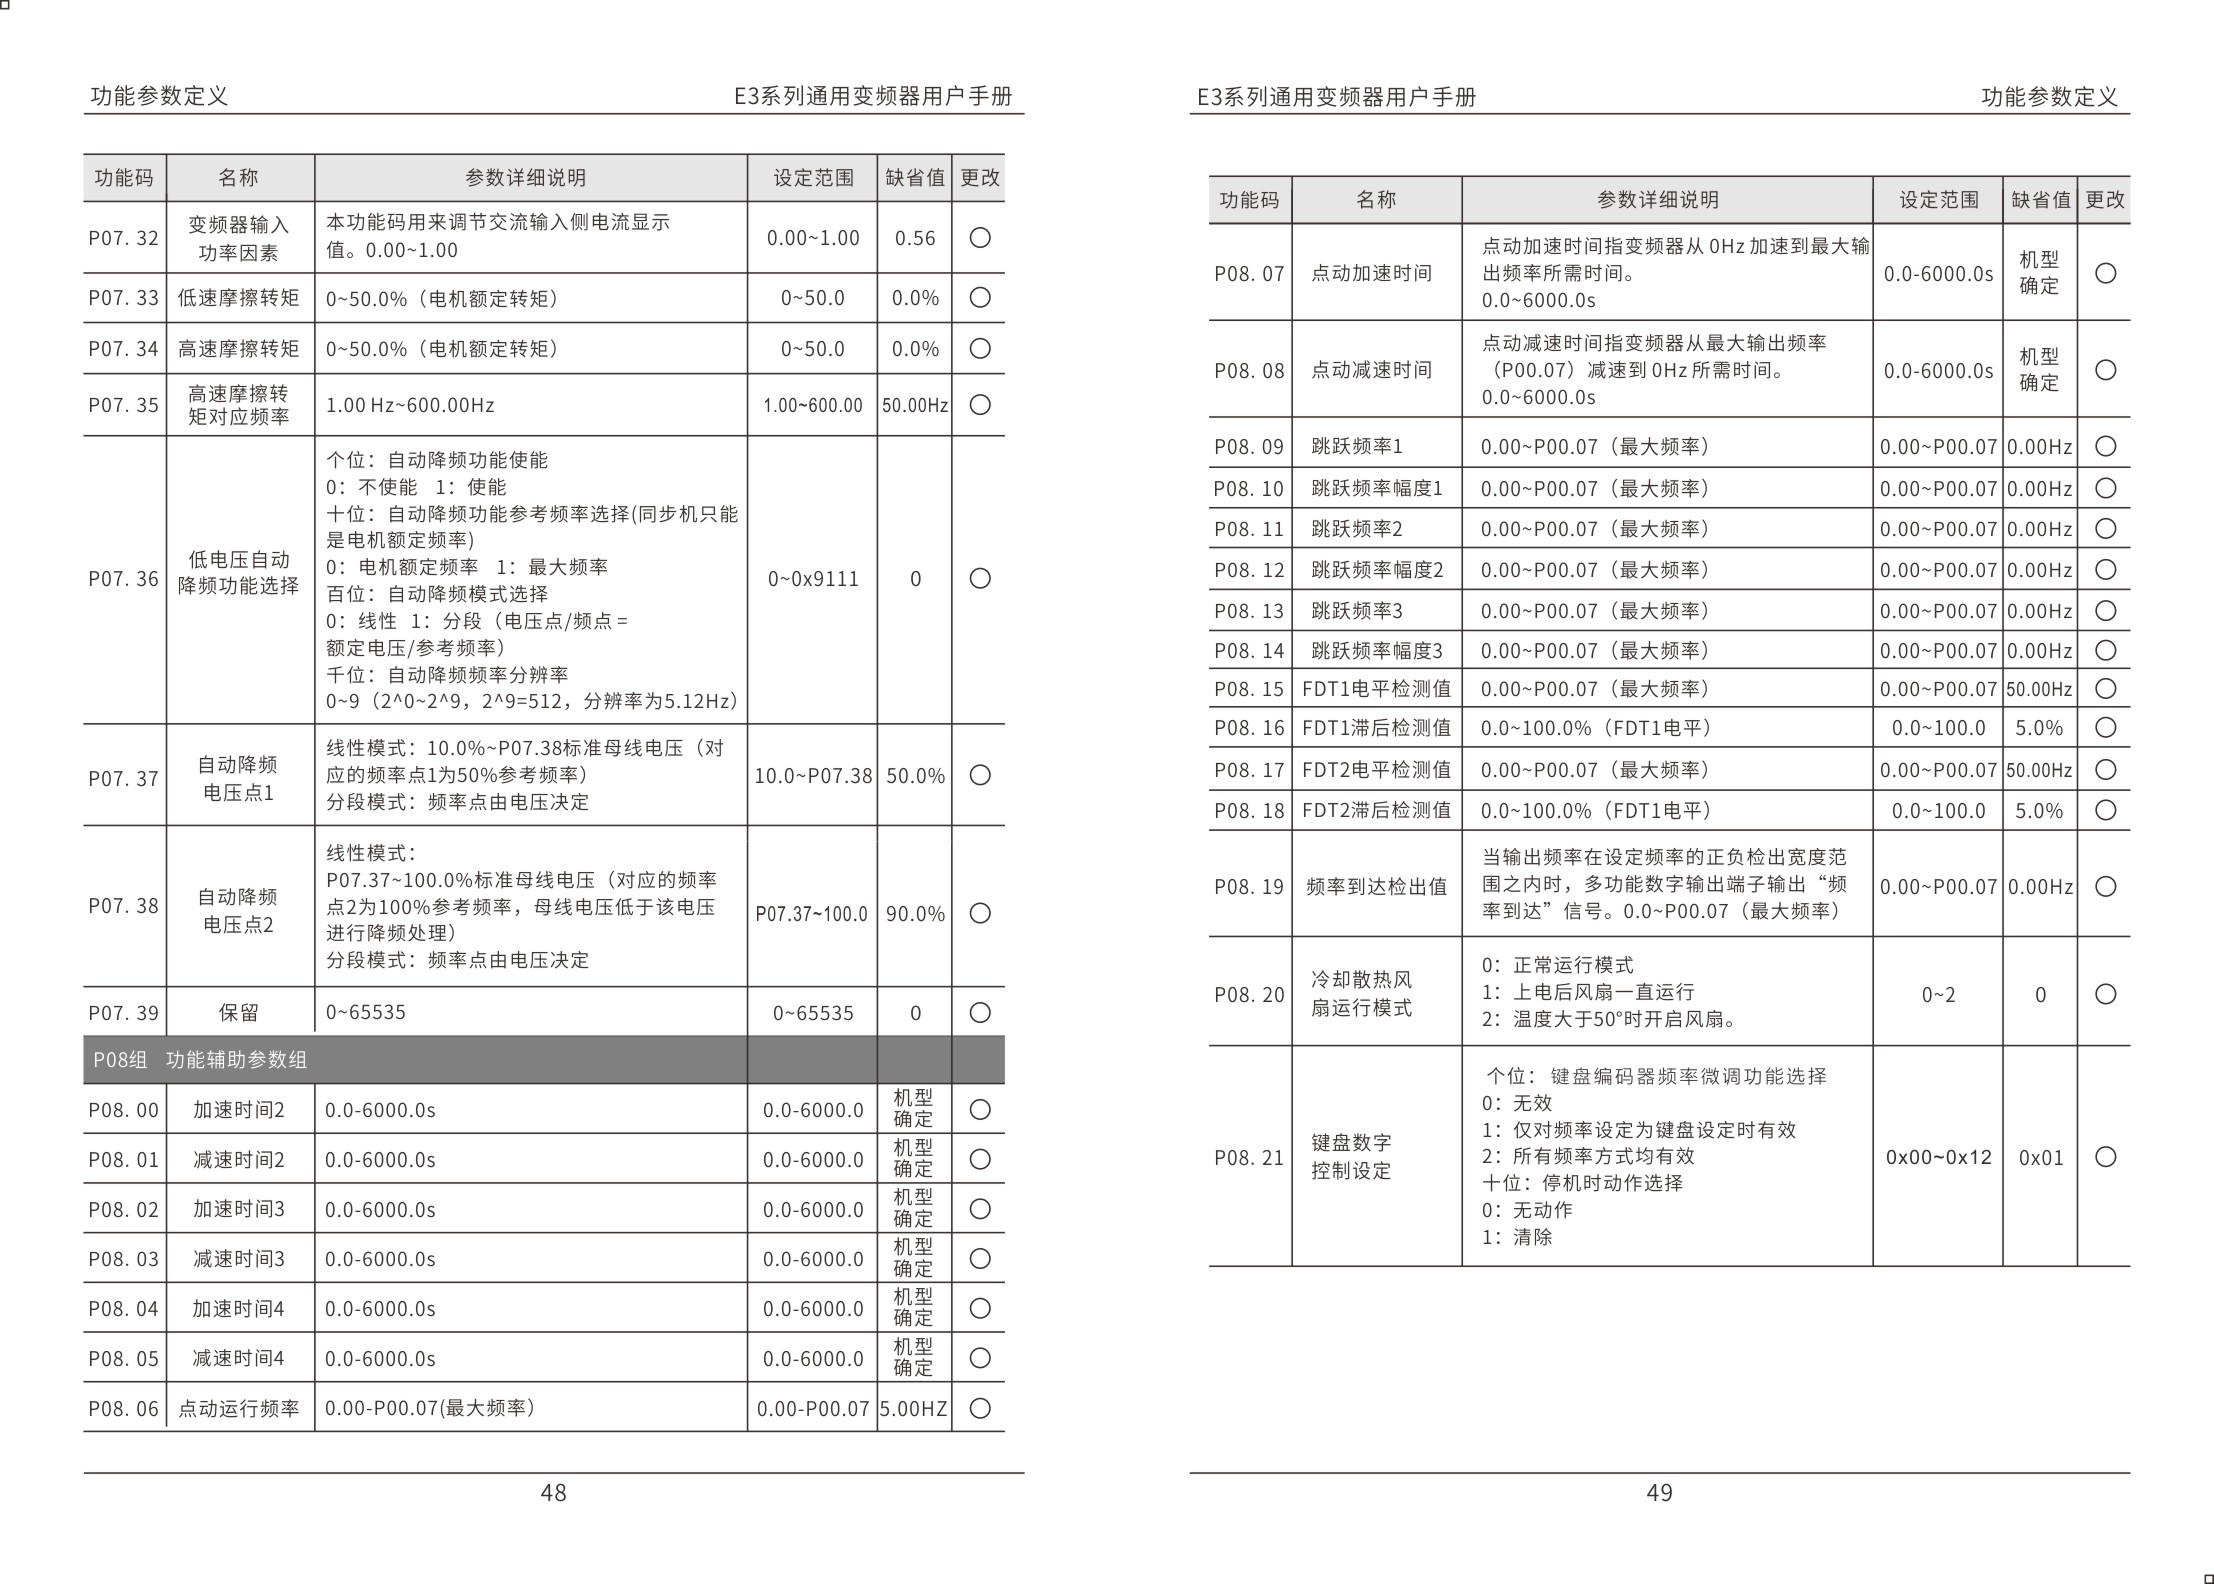 功能参数定义 E3系列通用变频器用户手册
功能码 名称 参数详细说明 设定范围 缺省值 更改
P07. 32 变频器输入功率因素 本功能码用来调节交流输入侧电流显示
值。0.00~1.00 0.00~1.00 0.56 ○
P07. 33 低速摩擦转矩 0~50.0%（电机额定转矩） 0~50.0 0.0% ○
P07. 34 高速摩擦转矩 0~50.0%（电机额定转矩） 0~50.0 0.0% ○
P07. 35 高速摩擦转矩对应频率 1.00 Hz~600.00Hz 1.00~600.00 50.00Hz ○
P07. 36 低电压自动降频功能选择 0~0x9111 0 ○
个位：自动降频功能使能
0：不使能 1：使能
十位：自动降频功能参考频率选择(同步机只能
是电机额定频率)
0：电机额定频率 1：最大频率
百位：自动降频模式选择
0：线性 1：分段（电压点/频点 =
额定电压/参考频率）
千位：自动降频频率分辨率
0~9（2^0~2^9，2^9=512，分辨率为5.12Hz）
P07. 37 自动降频电压点1 10.0~P07.38 50.0% ○
线性模式：10.0%~P07.38标准母线电压（对
应的频率点1为50%参考频率）
分段模式：频率点由电压决定
P07. 38 自动降频电压点2 P07.37~100.0 90.0% ○
线性模式：
P07.37~100.0%标准母线电压（对应的频率
点2为100%参考频率，母线电压低于该电压
进行降频处理）
分段模式：频率点由电压决定
P07. 39 保留 0~65535 0~65535 0 ○
P08组 功能辅助参数组
P08. 00 加速时间2 0.0-6000.0s 0.0-6000.0 机型确定 ○
P08. 01 减速时间2 0.0-6000.0s 0.0-6000.0 机型确定 ○
P08. 02 加速时间3 0.0-6000.0s 0.0-6000.0 机型确定 ○
P08. 03 减速时间3 0.0-6000.0s 0.0-6000.0 机型确定 ○
P08. 04 加速时间4 0.0-6000.0s 0.0-6000.0 机型确定 ○
P08. 05 减速时间4 0.0-6000.0s 0.0-6000.0 机型确定 ○
P08. 06 点动运行频率 0.00-P00.07(最大频率） 0.00-P00.07 5.00HZ ○
48
E3系列通用变频器用户手册 功能参数定义
功能码 名称 参数详细说明 设定范围 缺省值 更改
P08. 07 点动加速时间 0.0-6000.0s 机型确定 ○
点动加速时间指变频器从 0Hz 加速到最大输
出频率所需时间。
0.0~6000.0s
P08. 08 点动减速时间 0.0-6000.0s 机型确定 ○
点动减速时间指变频器从最大输出频率
（P00.07）减速到 0Hz 所需时间。
0.0~6000.0s
P08. 09 跳跃频率1 0.00~P00.07（最大频率） 0.00~P00.07 0.00Hz ○
P08. 10 跳跃频率幅度1 0.00~P00.07（最大频率） 0.00~P00.07 0.00Hz ○
P08. 11 跳跃频率2 0.00~P00.07（最大频率） 0.00~P00.07 0.00Hz ○
P08. 12 跳跃频率幅度2 0.00~P00.07（最大频率） 0.00~P00.07 0.00Hz ○
P08. 13 跳跃频率3 0.00~P00.07（最大频率） 0.00~P00.07 0.00Hz ○
P08. 14 跳跃频率幅度3 0.00~P00.07（最大频率） 0.00~P00.07 0.00Hz ○
P08. 15 FDT1电平检测值 0.00~P00.07（最大频率） 0.00~P00.07 50.00Hz ○
P08. 16 FDT1滞后检测值 0.0~100.0%（FDT1电平） 0.0~100.0 5.0% ○
P08. 17 FDT2电平检测值 0.00~P00.07（最大频率） 0.00~P00.07 50.00Hz ○
P08. 18 FDT2滞后检测值 0.0~100.0%（FDT1电平） 0.0~100.0 5.0% ○
P08. 19 频率到达检出值 0.00~P00.07 0.00Hz ○
当输出频率在设定频率的正负检出宽度范
围之内时，多功能数字输出端子输出“频
率到达”信号。0.0~P00.07（最大频率）
P08. 20 冷却散热风扇运行模式 0~2 0 ○
0：正常运行模式
1：上电后风扇一直运行
2：温度大于50°时开启风扇。
P08. 21 键盘数字控制设定 0x00~0x12 0x01 ○
个位：键盘编码器频率微调功能选择
0：无效
1：仅对频率设定为键盘设定时有效
2：所有频率方式均有效
十位：停机时动作选择
0：无动作
1：清除
49